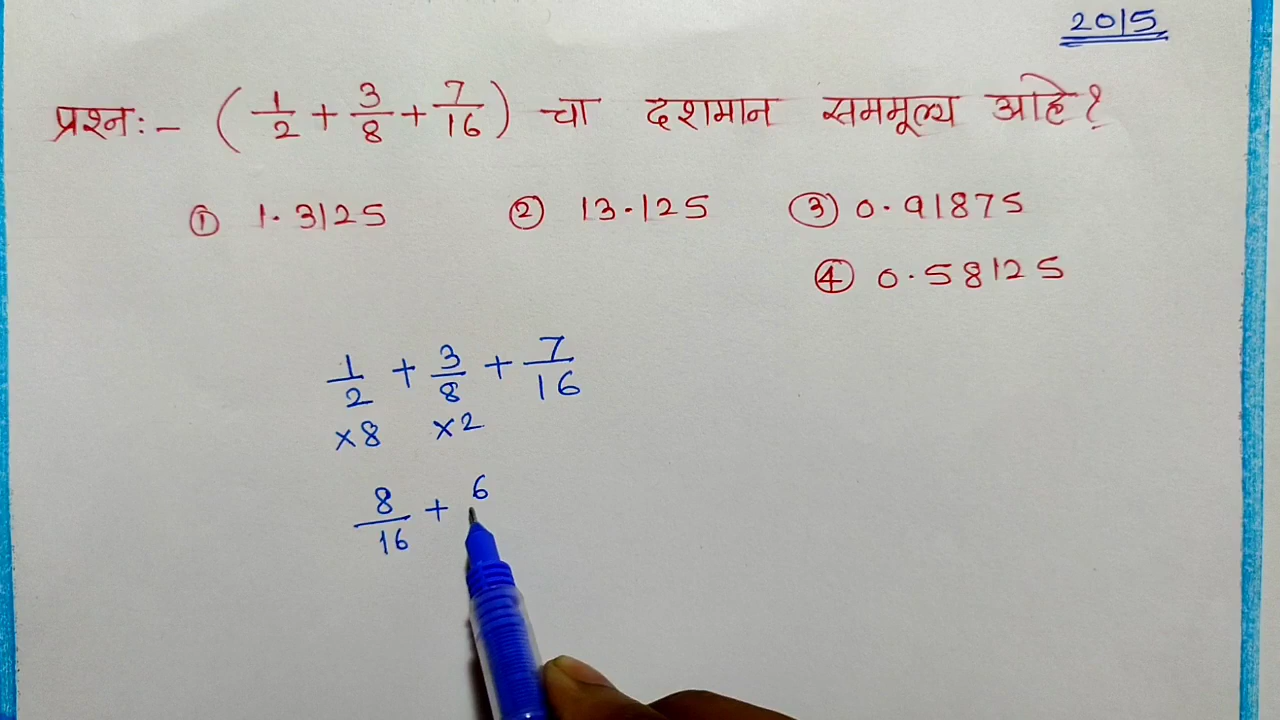 2015
प्रश्न:- (1/2 + 3/8 + 7/16) चा दशमान सममूल्य आहे?
① 1.3125 ② 13.125 ③ 0.91875
④ 0.58125
1/2 + 3/8 + 7/16
×8 ×2
8/16 + 6